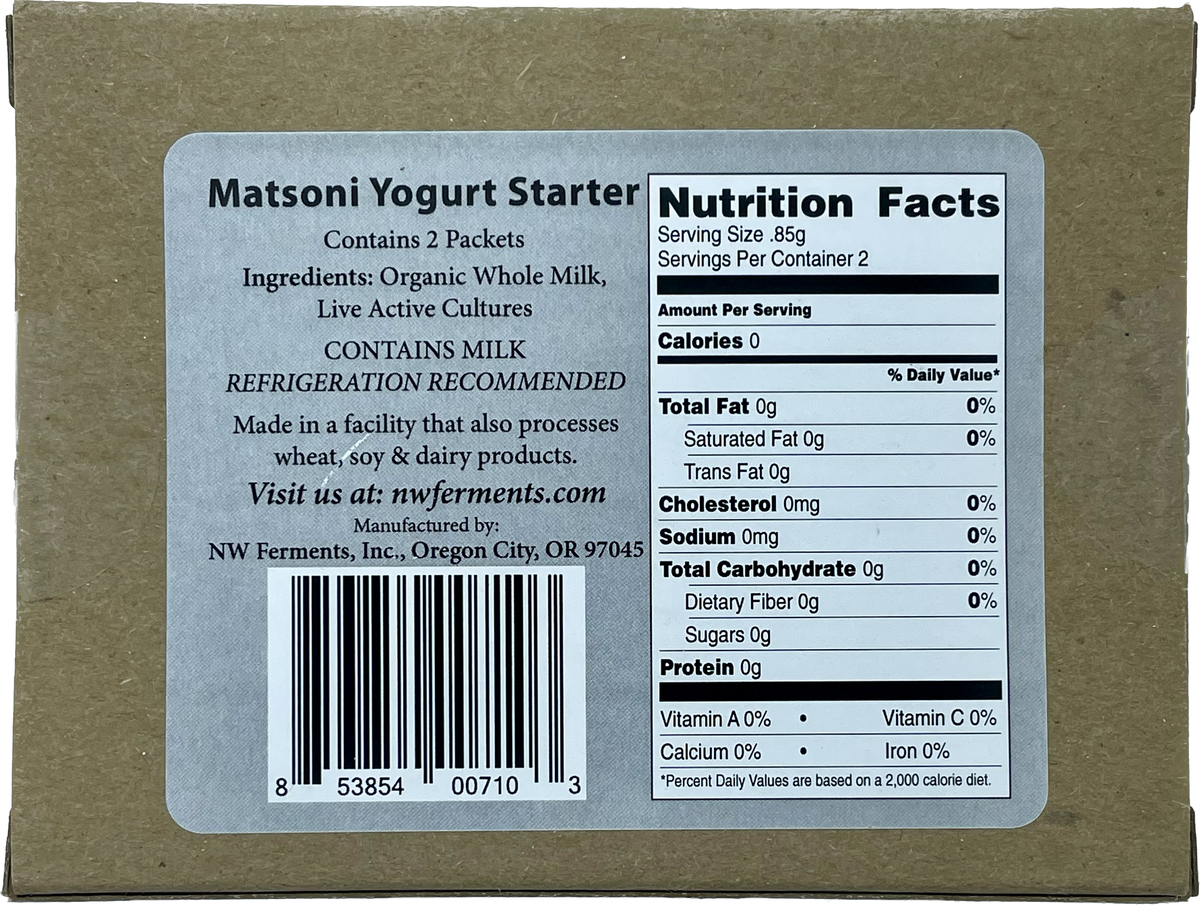 Matsoni Yogurt Starter
Contains 2 Packets
Ingredients: Organic Whole Milk,
Live Active Cultures
CONTAINS MILK
REFRIGERATION RECOMMENDED
Made in a facility that also processes
wheat, soy & dairy products.
Visit us at: nwferments.com
Manufactured by:
NW Ferments, Inc., Oregon City, OR 97045
8 53854 00710 3
Nutrition Facts
Serving Size .85g
Servings Per Container 2
Amount Per Serving
Calories 0
% Daily Value*
Total Fat 0g 0%
Saturated Fat 0g 0%
Trans Fat 0g
Cholesterol 0mg 0%
Sodium 0mg 0%
Total Carbohydrate 0g 0%
Dietary Fiber 0g 0%
Sugars 0g
Protein 0g
Vitamin A 0% • Vitamin C 0%
Calcium 0% • Iron 0%
*Percent Daily Values are based on a 2,000 calorie diet.